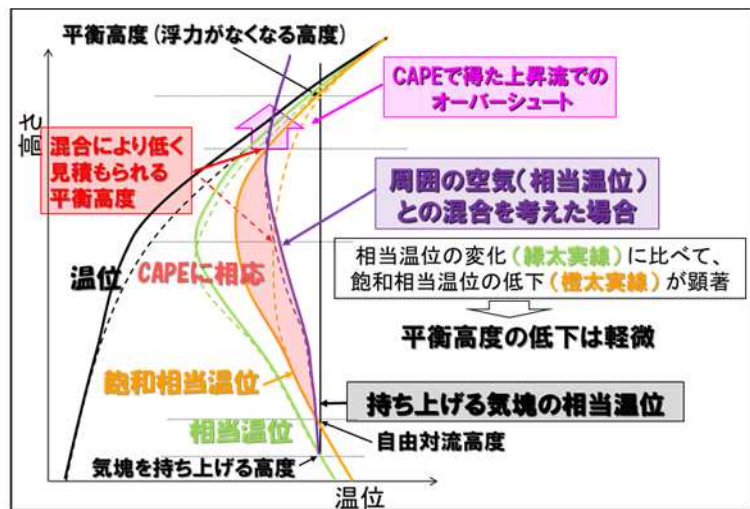 平衡高度(浮力がなくなる高度)
CAPEで得た上昇流での
オーバーシュート
高さ
混合により低く
見積もられる
平衡高度
周囲の空気(相当温位)
との混合を考えた場合
相当温位の変化(緑太実線)に比べて、
飽和相当温位の低下(橙太実線)が顕著
温位
CAPEに相応
平衡高度の低下は軽微
飽和相当温位
持ち上げる気塊の相当温位
相当温位
自由対流高度
気塊を持ち上げる高度
温位